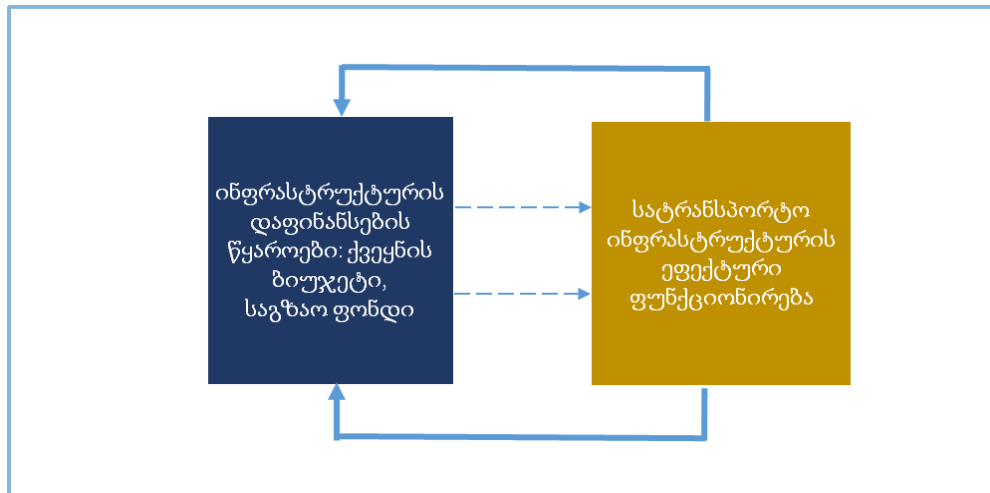 ინფრასტრუქტურის
დაფინანსების
წყაროები: ქვეყნის
ბიუჯეტი,
საგზაო ფონდი
სატრანსპორტო
ინფრასტრუქტურის
ეფექტური
ფუნქციონირება